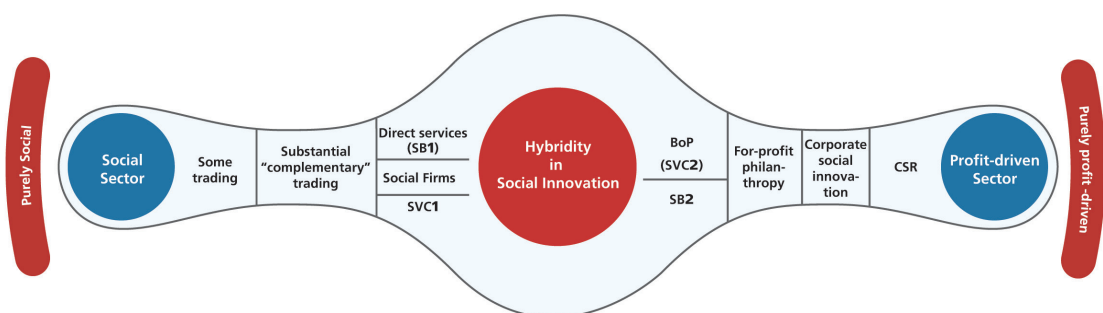 Purely Social
Social
Sector
Some
trading
Substantial
“complementary”
trading
Direct services
(SB1)
Social Firms
SVC1
Hybridity
in
Social Innovation
BoP
(SVC2)
SB2
For-profit
philan-
thropy
Corporate
social
innova-
tion
CSR
Profit-driven
Sector
Purely profit -driven